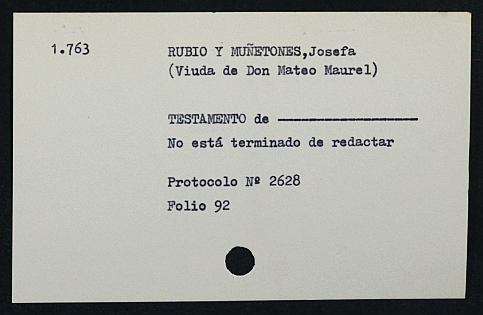 1.763
RUBIO Y MUÑETONES,Josefa
(Viuda de Don Mateo Maurel)
TESTAMENTO de ——————————
No está terminado de redactar
Protocolo Nº 2628
Folio 92